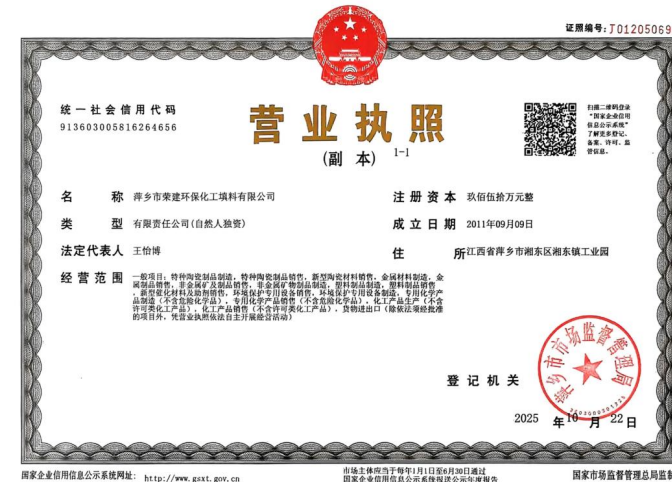 证照编号:J01205069
统一社会信用代码
913603005816264656
营业执照
(副 本) 1-1
扫描二维码登录
“国家企业信用
信息公示系统”
了解更多登记、
备案、许可、监
管信息。
名 称 萍乡市荣建环保化工填料有限公司
注册资本 玖佰伍拾万元整
类 型 有限责任公司(自然人独资)
成立日期 2011年09月09日
法定代表人 王怡博
住 所 江西省萍乡市湘东区湘东镇工业园
经营范围 一般项目:特种陶瓷制品制造,特种陶瓷制品销售,新型陶瓷材料销售,金属材料制造,金
属制品销售,非金属矿及制品销售,非金属矿物制品制造,塑料制品制造,塑料制品销售
,新型催化材料及助剂销售,环境保护专用设备销售,环境保护专用设备制造,专用化学产
品制造(不含危险化学品),专用化学产品销售(不含危险化学品),化工产品生产(不含
许可类化工产品),化工产品销售(不含许可类化工产品),货物进出口(除依法须经批准
的项目外,凭营业执照依法自主开展经营活动)
登记机关
萍乡市市场监督管理局
2025 年 10 月 22 日
国家企业信用信息公示系统网址: http://www.gsxt.gov.cn
市场主体应当于每年1月1日至6月30日通过
国家企业信用信息公示系统报送公示年度报告
国家市场监督管理总局监